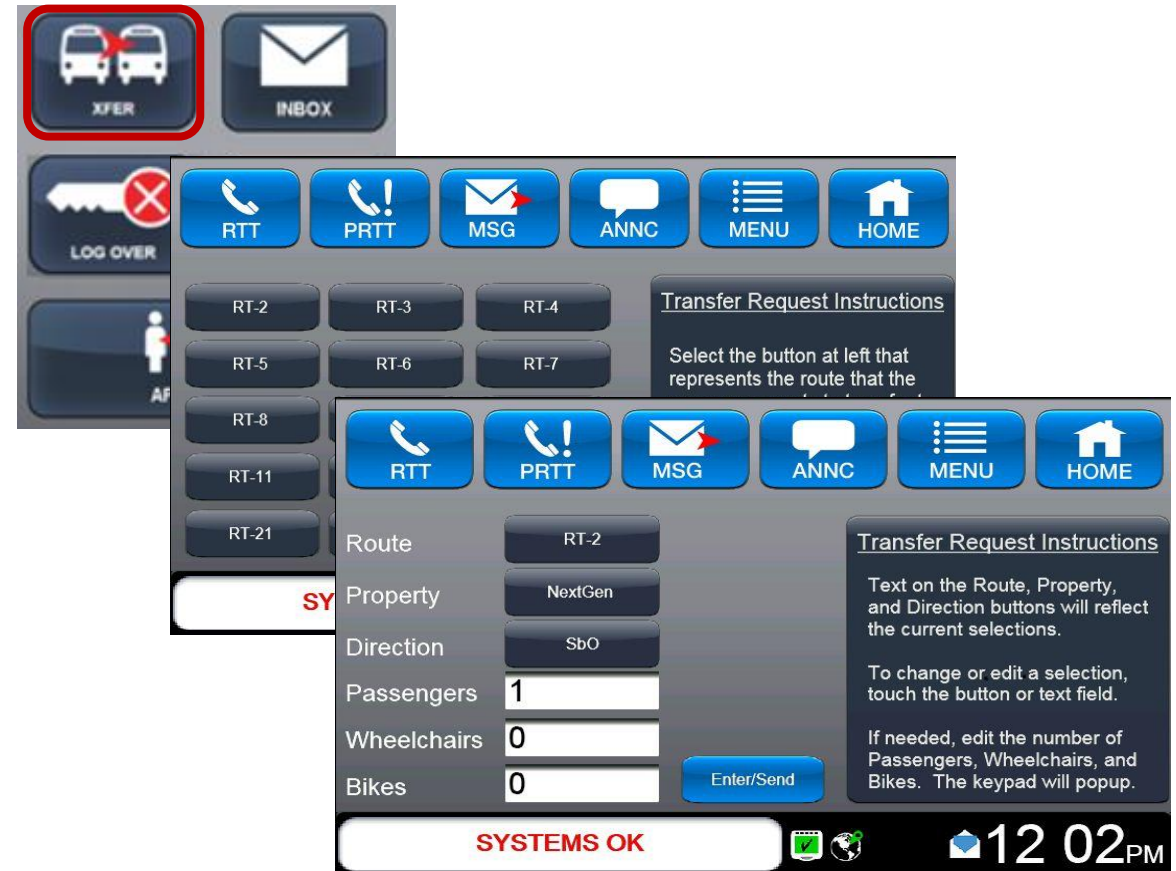 XFER
INBOX
LOG OVER
RTT
PRTT
MSG
ANNC
MENU
HOME
RT-2
RT-3
RT-4
RT-5
RT-6
RT-7
RT-8
RT-11
RT-21
Transfer Request Instructions
Select the button at left that
represents the route that the
RTT
PRTT
MSG
ANNC
MENU
HOME
Route
RT-2
Property
NextGen
Direction
SbO
Passengers
1
Wheelchairs
0
Bikes
0
Enter/Send
Transfer Request Instructions
Text on the Route, Property,
and Direction buttons will reflect
the current selections.
To change or edit a selection,
touch the button or text field.
If needed, edit the number of
Passengers, Wheelchairs, and
Bikes. The keypad will popup.
SYSTEMS OK
12 02PM